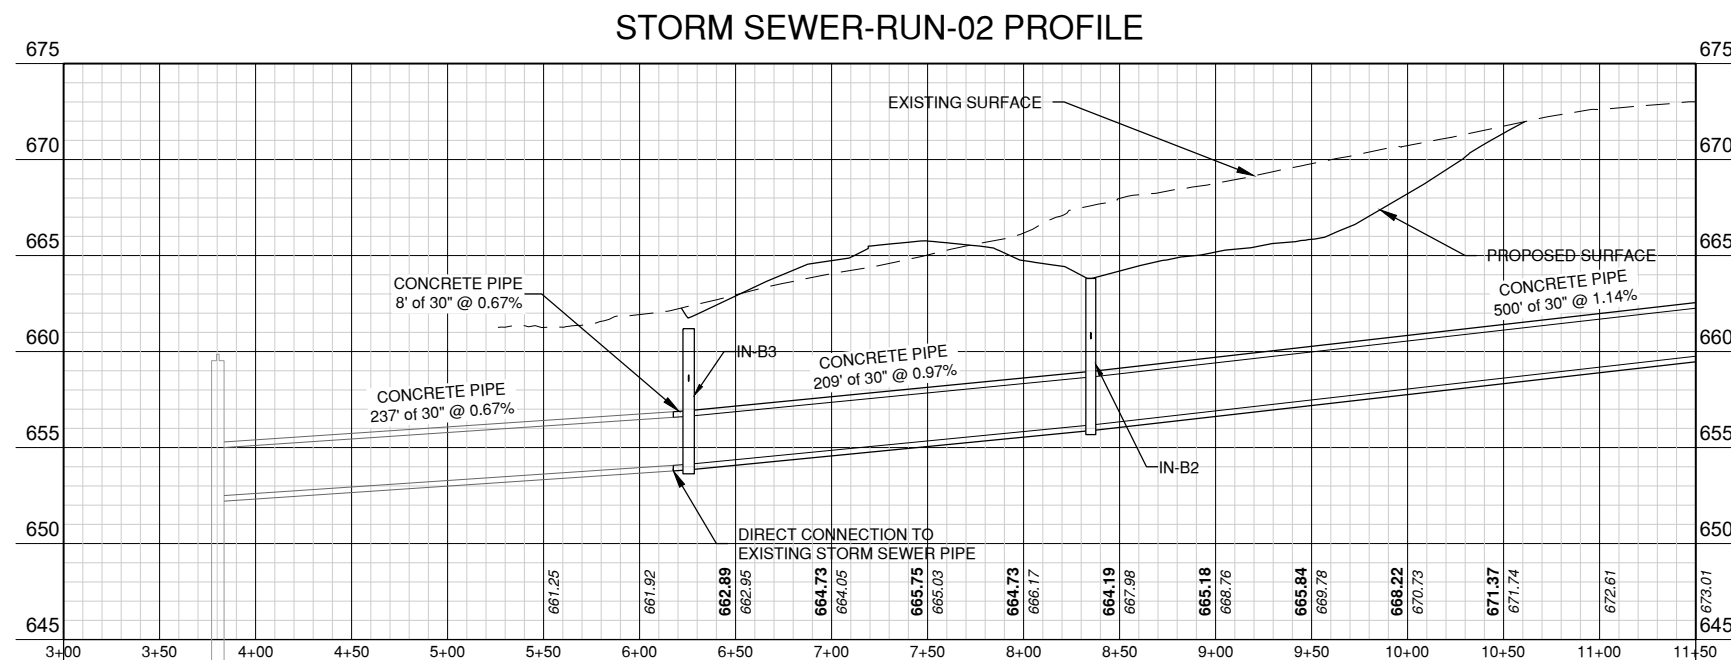 STORM SEWER-RUN-02 PROFILE
675
675
EXISTING SURFACE
670
670
665
665
PROPOSED SURFACE
CONCRETE PIPE
8' of 30" @ 0.67%
CONCRETE PIPE
500' of 30" @ 1.14%
660
660
IN-B3
CONCRETE PIPE
209' of 30" @ 0.97%
CONCRETE PIPE
237' of 30" @ 0.67%
655
655
IN-B2
650
650
DIRECT CONNECTION TO
EXISTING STORM SEWER PIPE
661.25
661.92
662.89
662.95
664.73
664.05
665.75
665.03
664.73
666.17
664.19
667.98
665.18
668.76
665.84
669.78
668.22
670.73
671.37
671.74
672.61
673.01
645
645
3+00 3+50 4+00 4+50 5+00 5+50 6+00 6+50 7+00 7+50 8+00 8+50 9+00 9+50 10+00 10+50 11+00 11+50